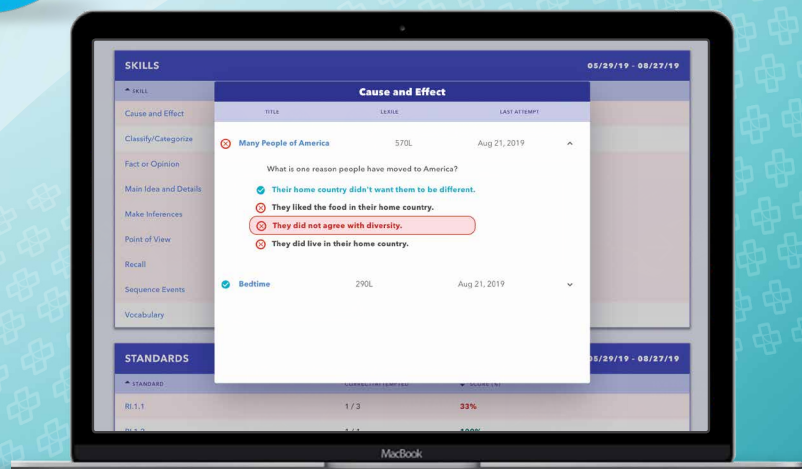 SKILLS 05/29/19 - 08/27/19
SKILL
Cause and Effect
Classify/Categorize
Fact or Opinion
Main Idea and Details
Make Inferences
Point of View
Recall
Sequence Events
Vocabulary
Cause and Effect
TITLE LEXILE LAST ATTEMPT
Many People of America 570L Aug 21, 2019
What is one reason people have moved to America?
Their home country didn't want them to be different.
They liked the food in their home country.
They did not agree with diversity.
They did live in their home country.
Bedtime 290L Aug 21, 2019
STANDARDS 05/29/19 - 08/27/19
STANDARD CORRECT/ATTEMPTED SCORE (%)
RI.1.1 1 / 3 33%
MacBook